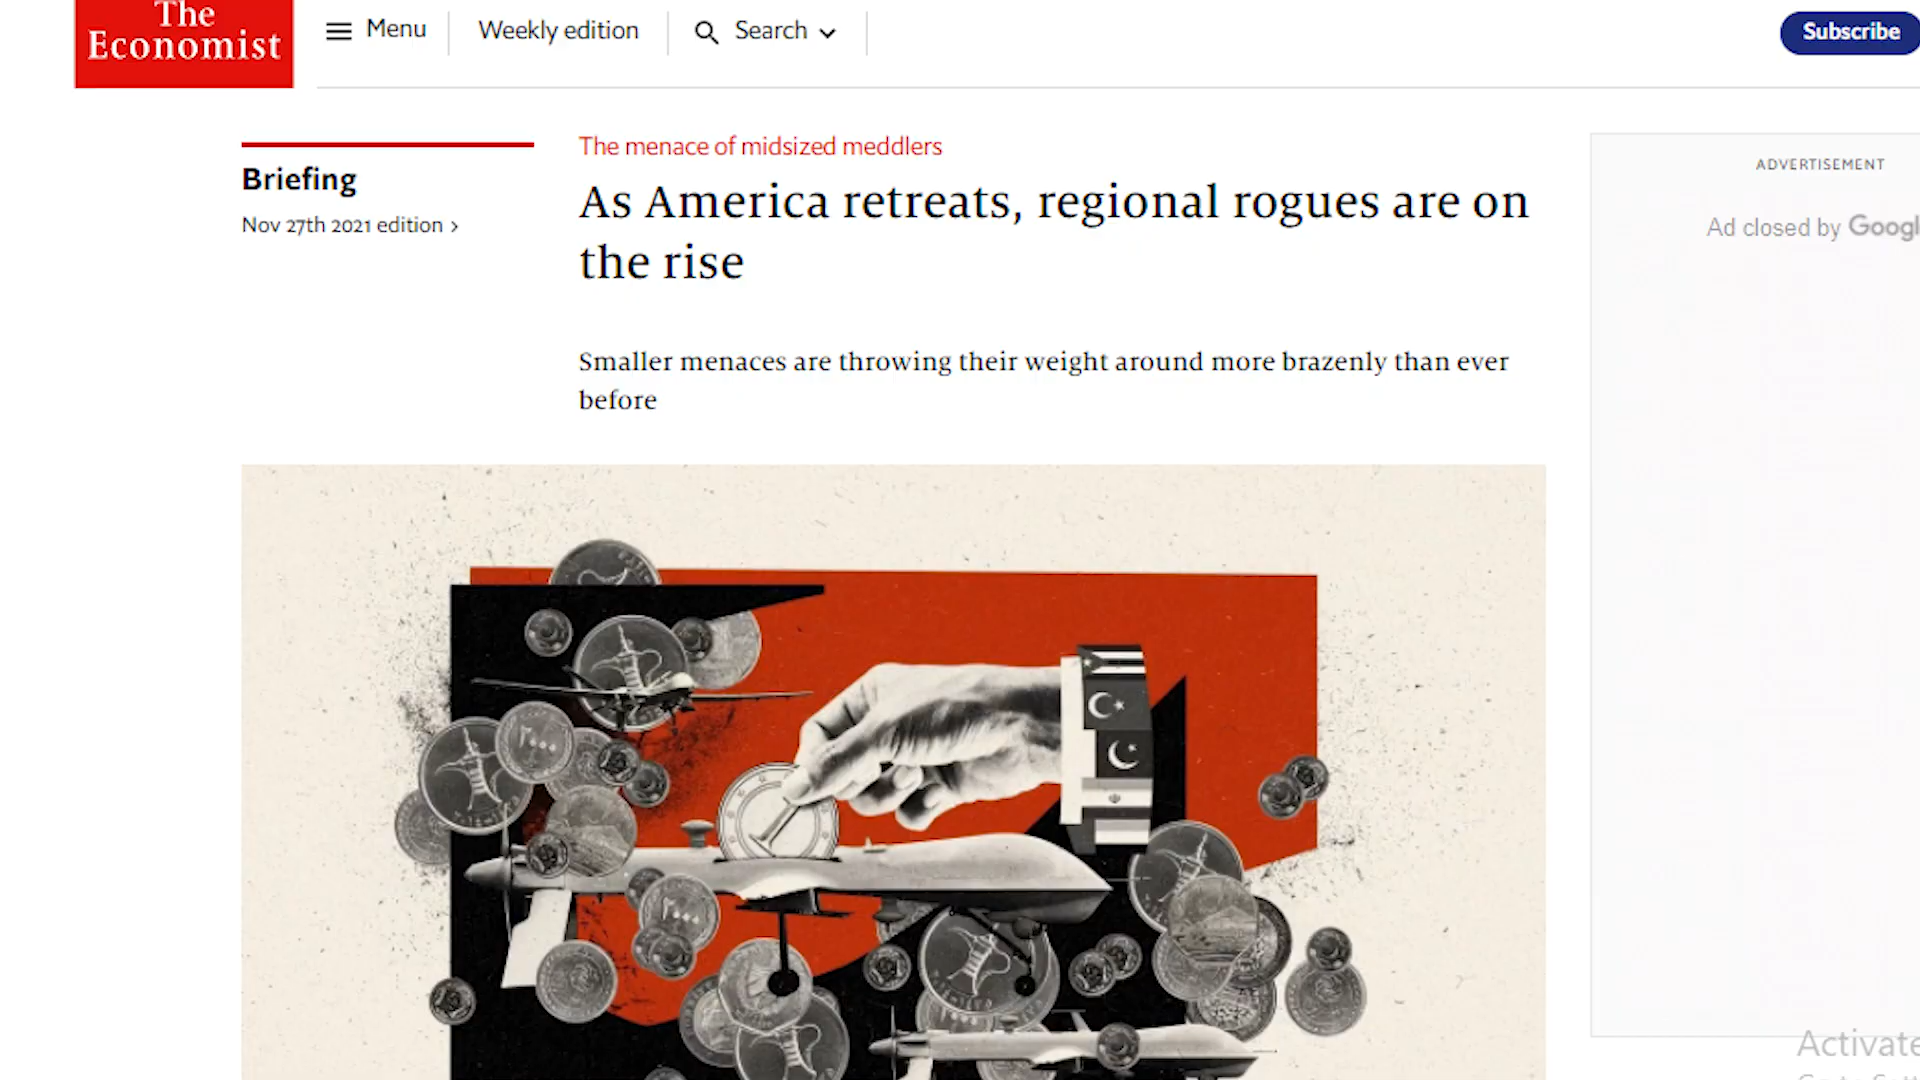 The
Economist
Menu
Weekly edition
Search
Subscribe
Briefing
Nov 27th 2021 edition >
The menace of midsized meddlers
As America retreats, regional rogues are on
the rise
Smaller menaces are throwing their weight around more brazenly than ever
before
ADVERTISEMENT
Ad closed by Googl
Activate